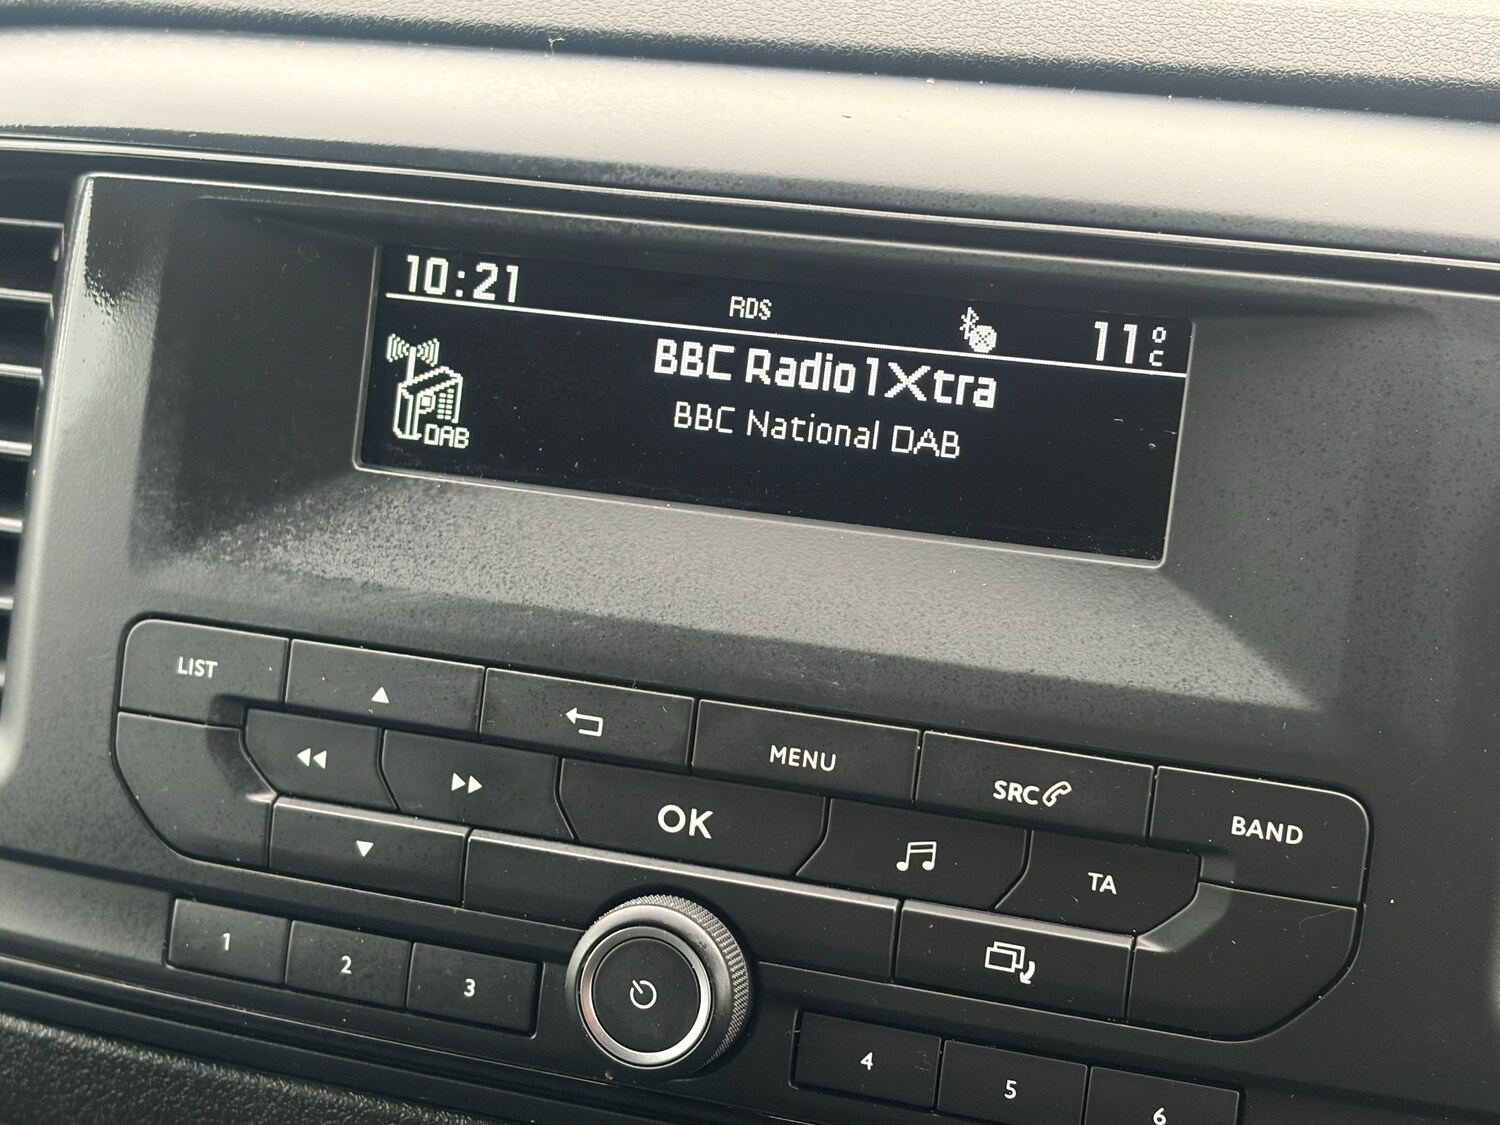 10:21
RDS
11°C
BBC Radio 1Xtra
BBC National DAB
DAB
LIST
MENU
SRC
BAND
OK
TA
1
2
3
4
5
6